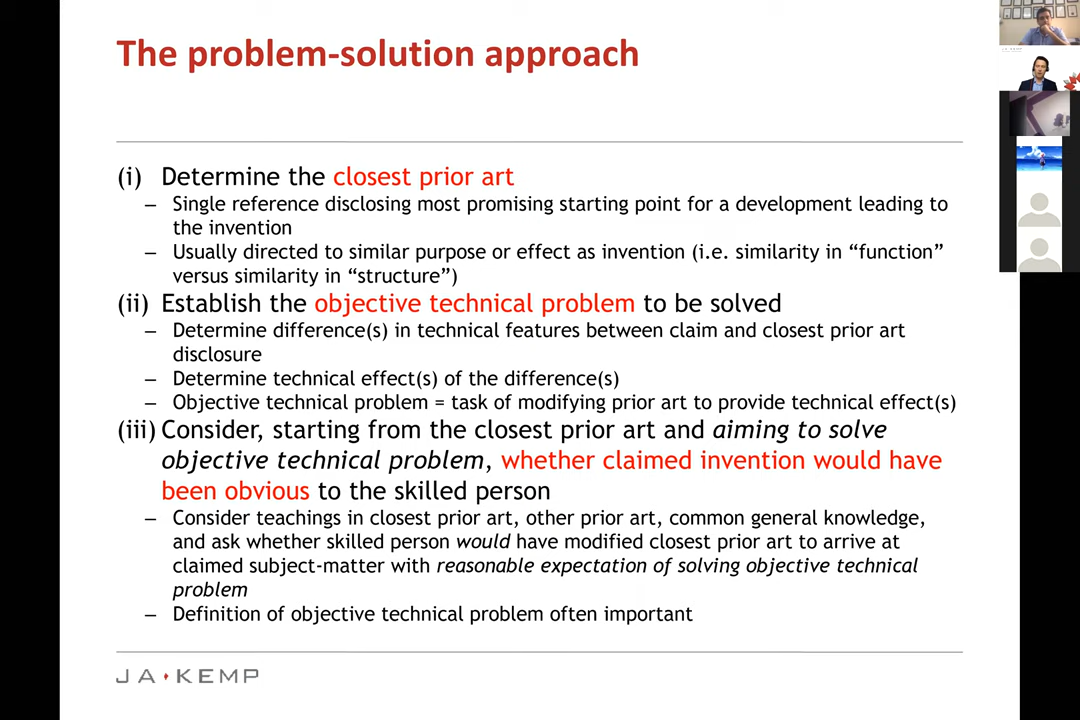 The problem-solution approach
(i) Determine the closest prior art
– Single reference disclosing most promising starting point for a development leading to
the invention
– Usually directed to similar purpose or effect as invention (i.e. similarity in “function”
versus similarity in “structure”)
(ii) Establish the objective technical problem to be solved
– Determine difference(s) in technical features between claim and closest prior art
disclosure
– Determine technical effect(s) of the difference(s)
– Objective technical problem = task of modifying prior art to provide technical effect(s)
(iii) Consider, starting from the closest prior art and aiming to solve
objective technical problem, whether claimed invention would have
been obvious to the skilled person
– Consider teachings in closest prior art, other prior art, common general knowledge,
and ask whether skilled person would have modified closest prior art to arrive at
claimed subject-matter with reasonable expectation of solving objective technical
problem
– Definition of objective technical problem often important
JA KEMP